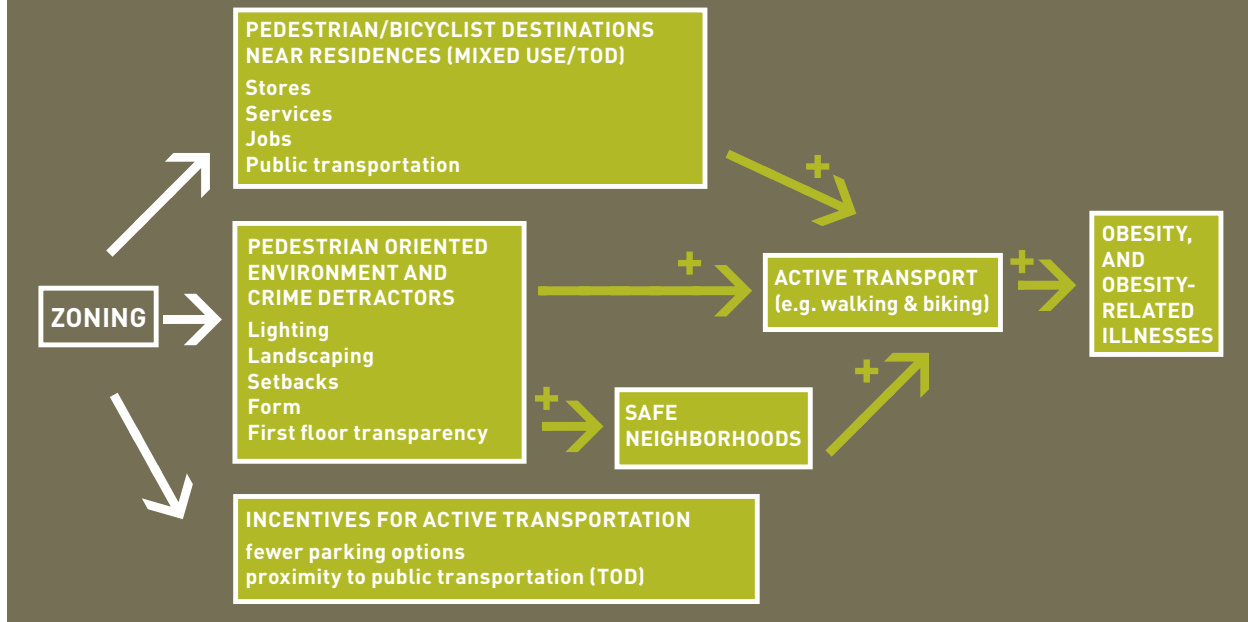 PEDESTRIAN/BICYCLIST DESTINATIONS
NEAR RESIDENCES (MIXED USE/TOD)
Stores
Services
Jobs
Public transportation
ZONING
PEDESTRIAN ORIENTED
ENVIRONMENT AND
CRIME DETRACTORS
Lighting
Landscaping
Setbacks
Form
First floor transparency
+
+
+
SAFE
NEIGHBORHOODS
+
ACTIVE TRANSPORT
(e.g. walking & biking)
+
OBESITY,
AND
OBESITY-
RELATED
ILLNESSES
INCENTIVES FOR ACTIVE TRANSPORTATION
fewer parking options
proximity to public transportation (TOD)